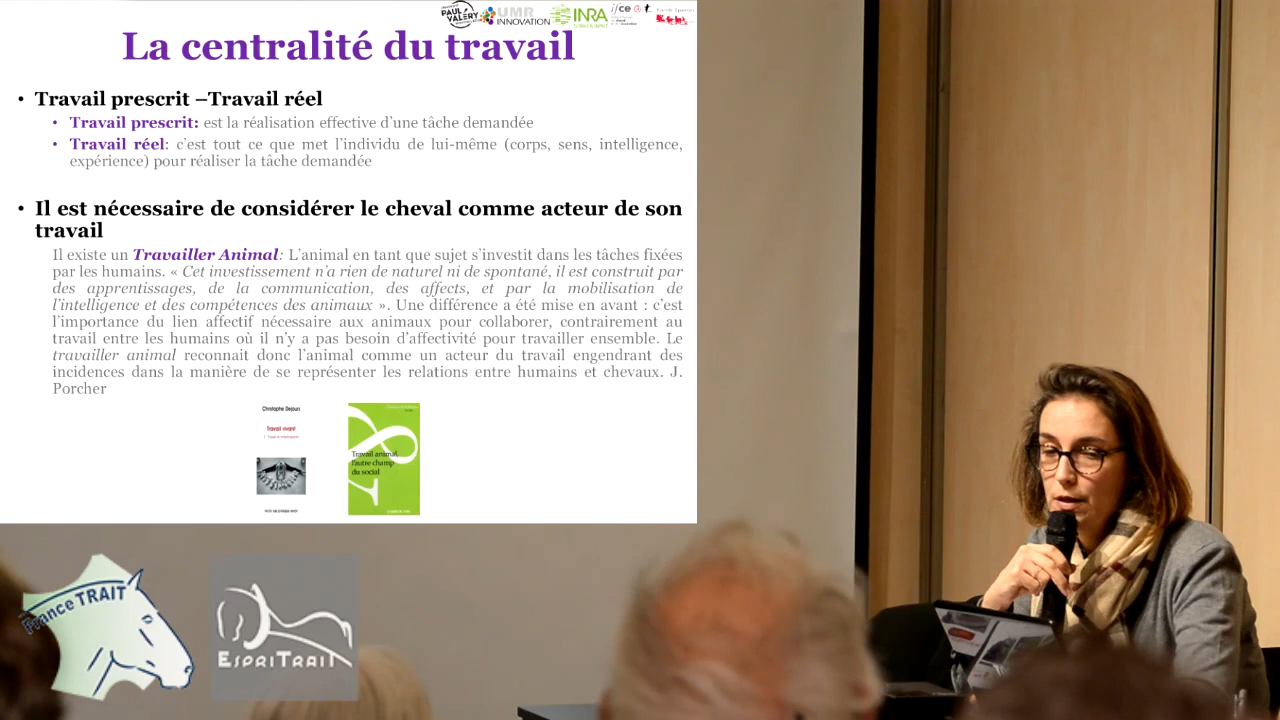 PAUL
VALÉRY
UMR
INNOVATION
INRA
SCIENCE & IMPACT
ifce
La centralité du travail
• Travail prescrit –Travail réel
• Travail prescrit: est la réalisation effective d'une tâche demandée
• Travail réel: c'est tout ce que met l'individu de lui-même (corps, sens, intelligence,
expérience) pour réaliser la tâche demandée
• Il est nécessaire de considérer le cheval comme acteur de son
travail
Il existe un Travailler Animal: L'animal en tant que sujet s'investit dans les tâches fixées
par les humains. « Cet investissement n'a rien de naturel ni de spontané, il est construit par
des apprentissages, de la communication, des affects, et par la mobilisation de
l'intelligence et des compétences des animaux ». Une différence a été mise en avant : c'est
l'importance du lien affectif nécessaire aux animaux pour collaborer, contrairement au
travail entre les humains où il n'y a pas besoin d'affectivité pour travailler ensemble. Le
travailler animal reconnait donc l'animal comme un acteur du travail engendrant des
incidences dans la manière de se représenter les relations entre humains et chevaux. J.
Porcher
Christophe Dejours
Travail vivant
Travail animal,
l'autre champ
du social
France TRAIT
ESPRITRAIT